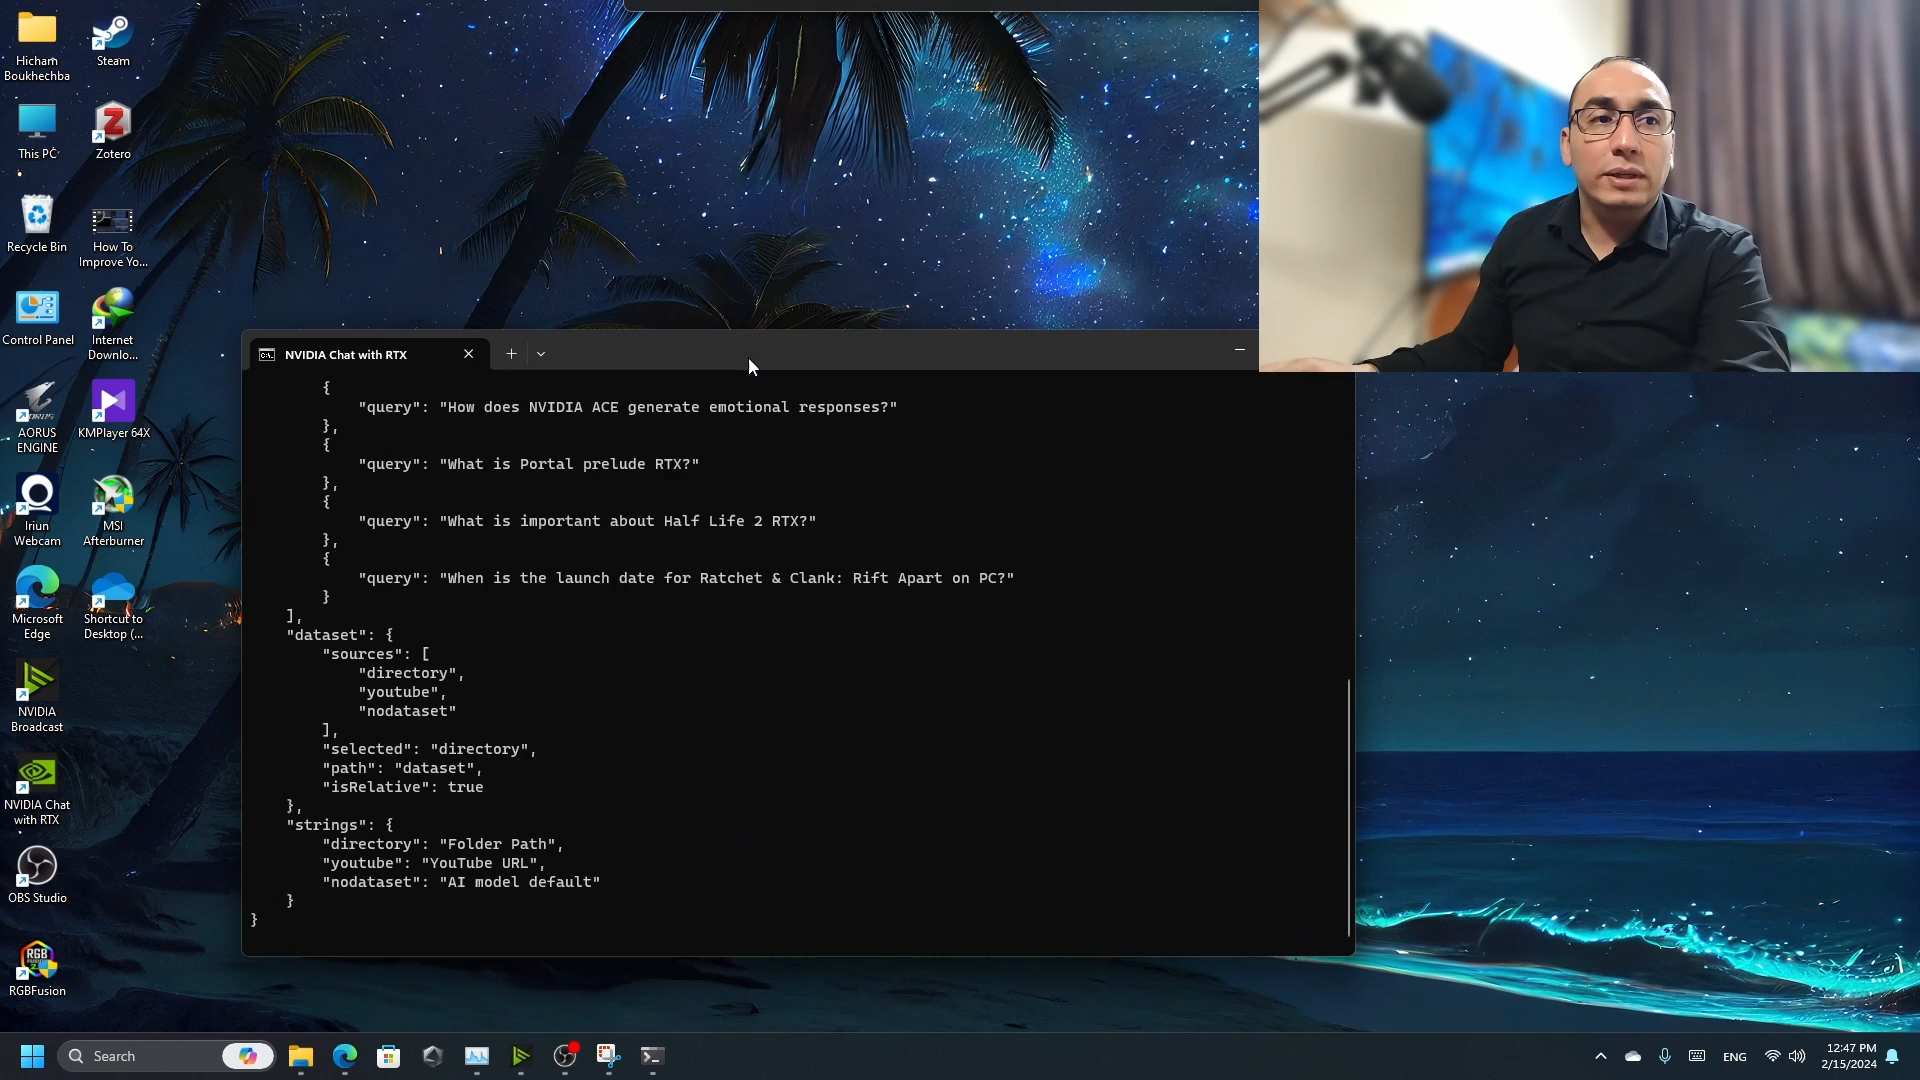 Hicham
Boukhechba
Steam
This PC
Zotero
Recycle Bin
How To
Improve Yo...
Control Panel
Internet
Downlo...
AORUS
ENGINE
KMPlayer 64X
Iriun
Webcam
MSI
Afterburner
Microsoft
Edge
Shortcut to
Desktop (...
NVIDIA
Broadcast
NVIDIA Chat
with RTX
OBS Studio
RGBFusion
NVIDIA Chat with RTX
{
"query": "How does NVIDIA ACE generate emotional responses?"
},
{
"query": "What is Portal prelude RTX?"
},
{
"query": "What is important about Half Life 2 RTX?"
},
{
"query": "When is the launch date for Ratchet & Clank: Rift Apart on PC?"
}
],
"dataset": {
"sources": [
"directory",
"youtube",
"nodataset"
],
"selected": "directory",
"path": "dataset",
"isRelative": true
},
"strings": {
"directory": "Folder Path",
"youtube": "YouTube URL",
"nodataset": "AI model default"
}
}
Search
ENG
12:47 PM
2/15/2024